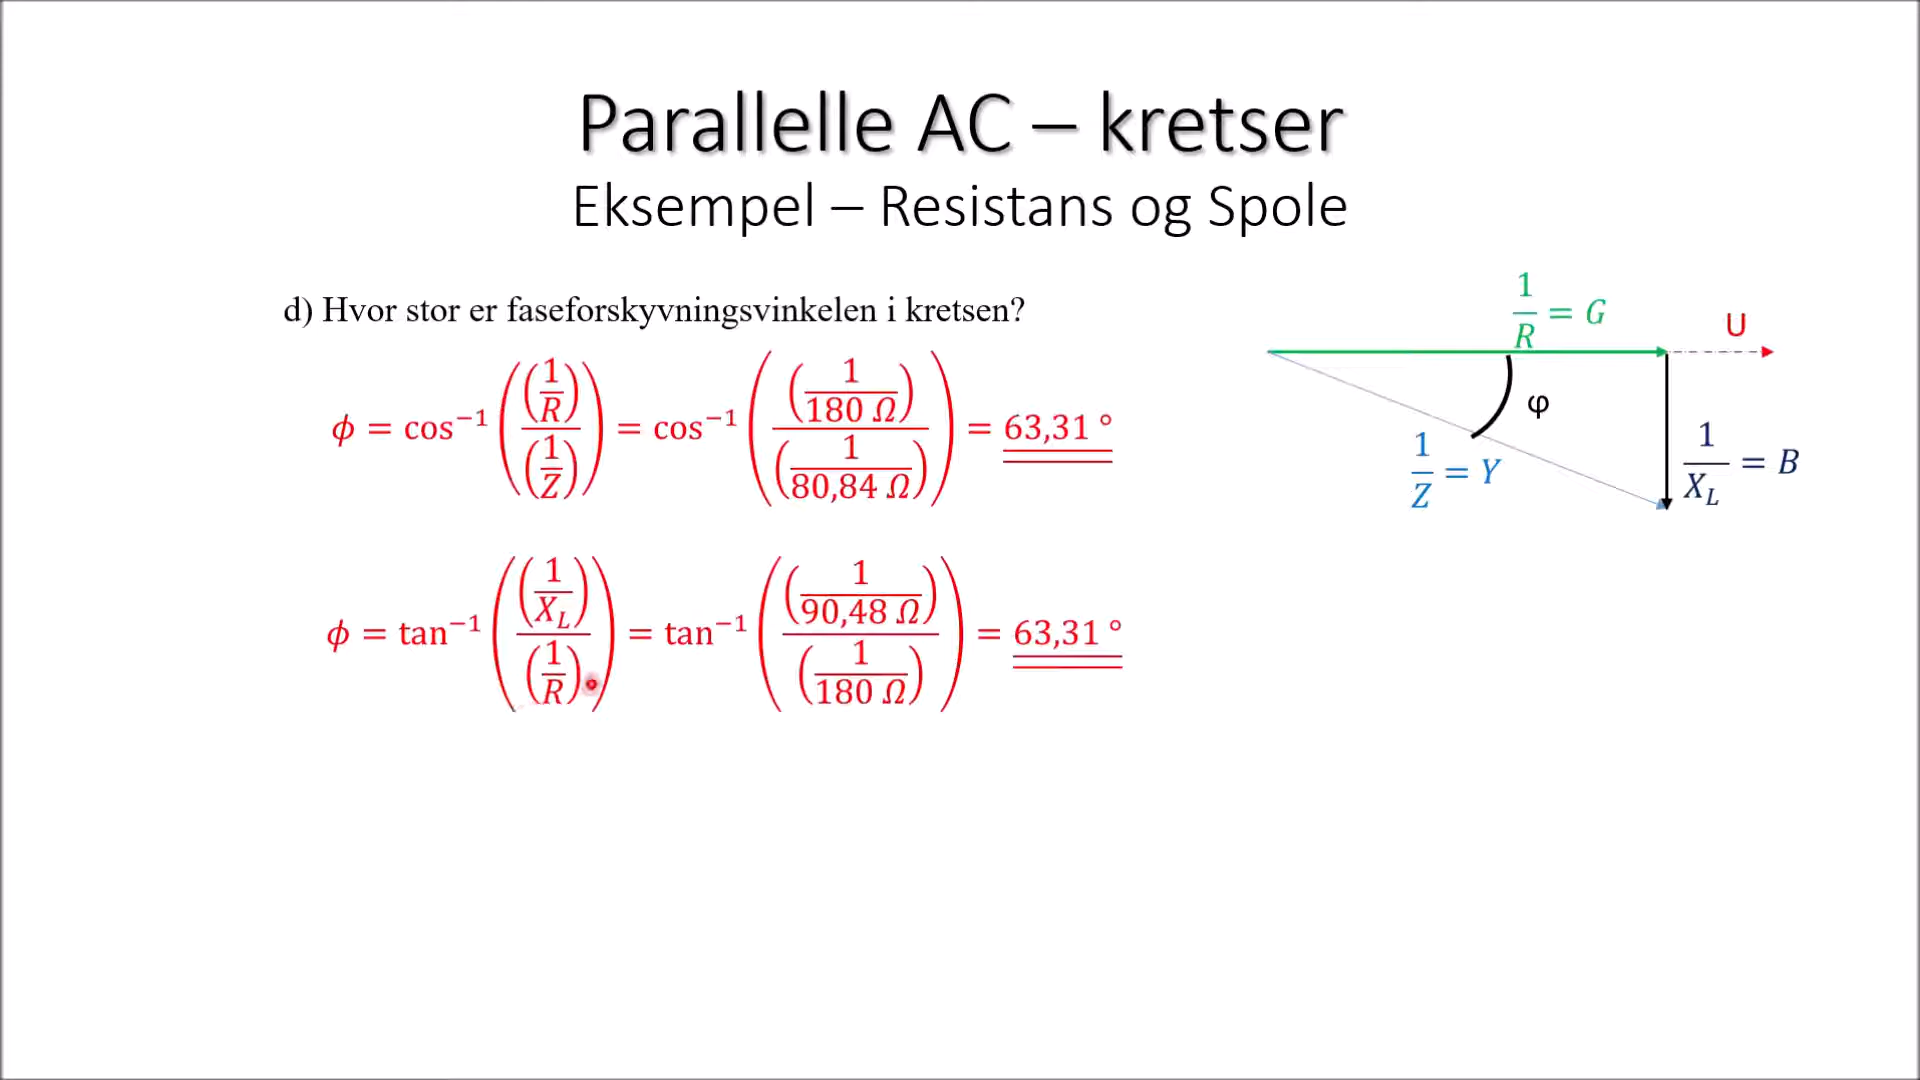 Parallelle AC – kretser
Eksempel – Resistans og Spole
d) Hvor stor er faseforskyvningsvinkelen i kretsen?
ϕ = cos⁻¹ ((1/R)/(1/Z)) = cos⁻¹ ((1/180 Ω)/(1/80,84 Ω)) = 63,31 °
ϕ = tan⁻¹ ((1/X_L)/(1/R)) = tan⁻¹ ((1/90,48 Ω)/(1/180 Ω)) = 63,31 °
1/R = G
U
φ
1/Z = Y
1/X_L = B